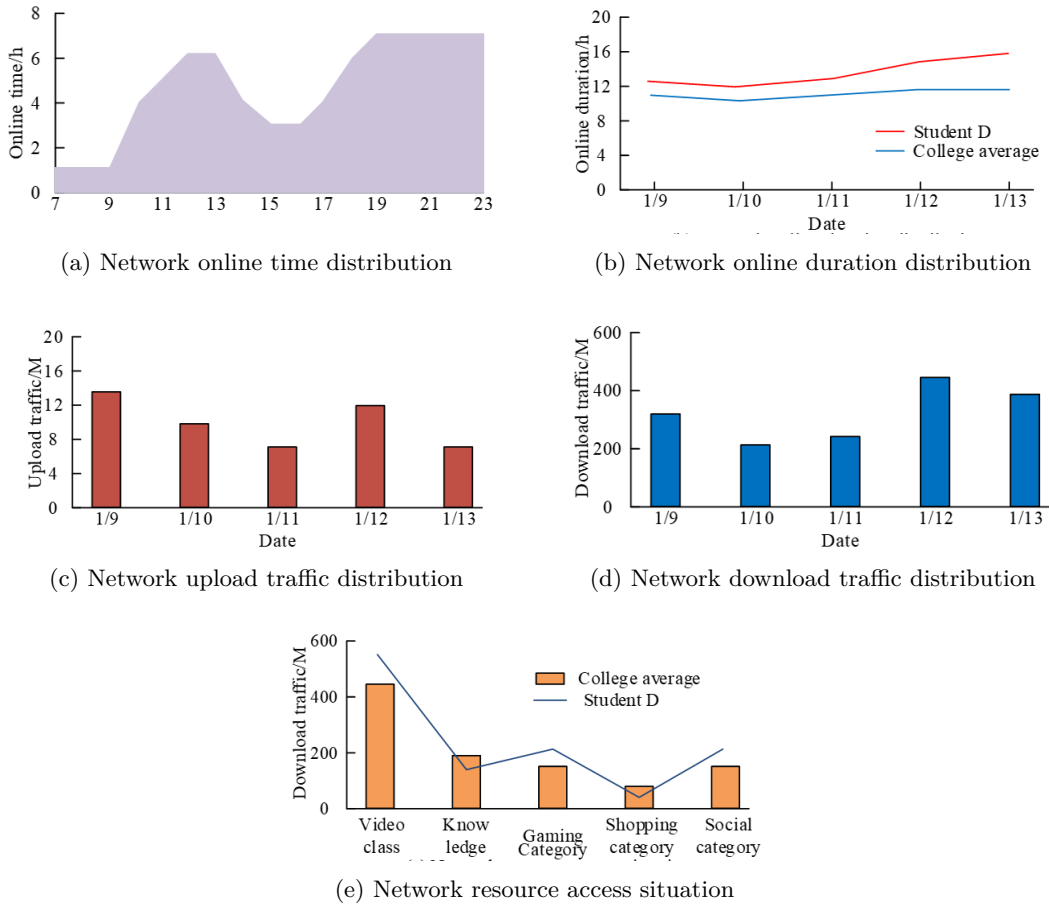 8
6
4
2
0
Online time/h
7 9 11 13 15 17 19 21 23
(a) Network online time distribution
20
16
12
8
4
0
Online duration/h
Student D
College average
1/9 1/10 1/11 1/12 1/13
Date
(b) Network online duration distribution
20
16
12
8
4
0
Upload traffic/M
1/9 1/10 1/11 1/12 1/13
Date
(c) Network upload traffic distribution
600
400
200
0
Download traffic/M
1/9 1/10 1/11 1/12 1/13
Date
(d) Network download traffic distribution
600
400
200
0
Download traffic/M
College average
Student D
Video class
Know ledge
Gaming Category
Shopping category
Social category
(e) Network resource access situation